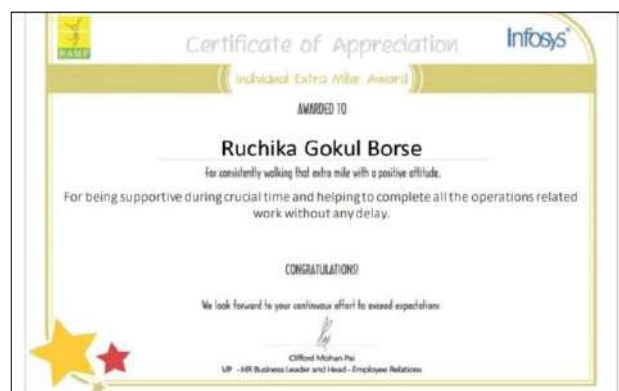 RAMP
Certificate of Appreciation
Infosys
Individual Extra Miler Award
AWARDED TO
Ruchika Gokul Borse
For consistently walking that extra mile with a positive attitude.
For being supportive during crucial time and helping to complete all the operations related
work without any delay.
CONGRATULATIONS!
We look forward to your continuous effort to exceed expectations
Clifford Mohan Pai
VP - HR Business Leader and Head - Employee Relations